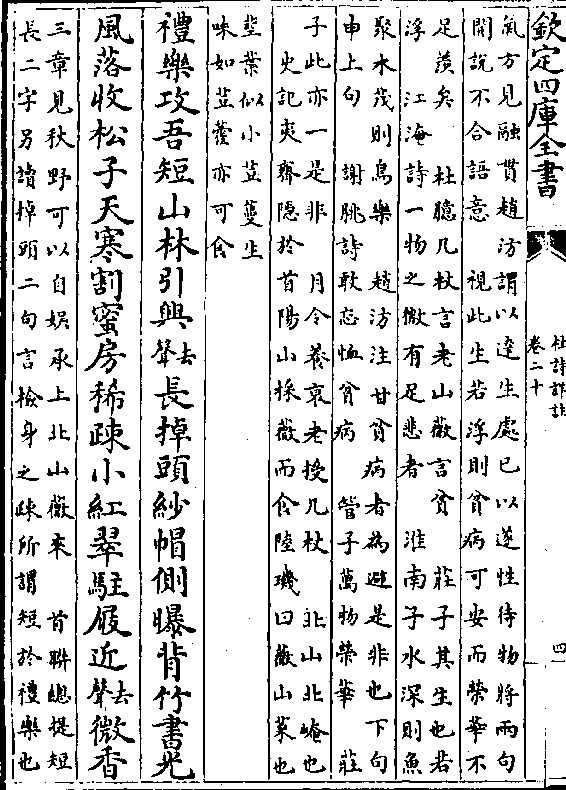 欽定四庫全書
杜詩詳註
卷二十
四
氣方見融貫趙汸謂以達生處已以遂性待物將兩句
開說不合語意　視此生若浮則貧病可安而榮華不
足羨矣　杜臆几杖言老山薇言貧　莊子其生也若
浮　江海詩一物之微有足悲者　淮南子水深則魚
聚木茂則鳥樂　趙汸注甘貧病者為避是非也下句
申上句　謝朓詩敢忘恤貧病　管子萬物榮華　莊
子此亦一是非　月令養衰老授几杖　北山北崦也
史記夷齊隱於首陽山採薇而食陸璣曰薇山菜也
莖葉似小荳蔓生
味如荳藿亦可食
禮樂攻吾短山林引興去聲長掉頭紗帽側曝背竹書光
風落收松子天寒割蜜房稀疎小紅翠駐屐近去聲微香
三章見秋野可以自娯　承上北山薇來　首聯總提短
長二字另讀掉頭二句言檢身之疎所謂短於禮樂也